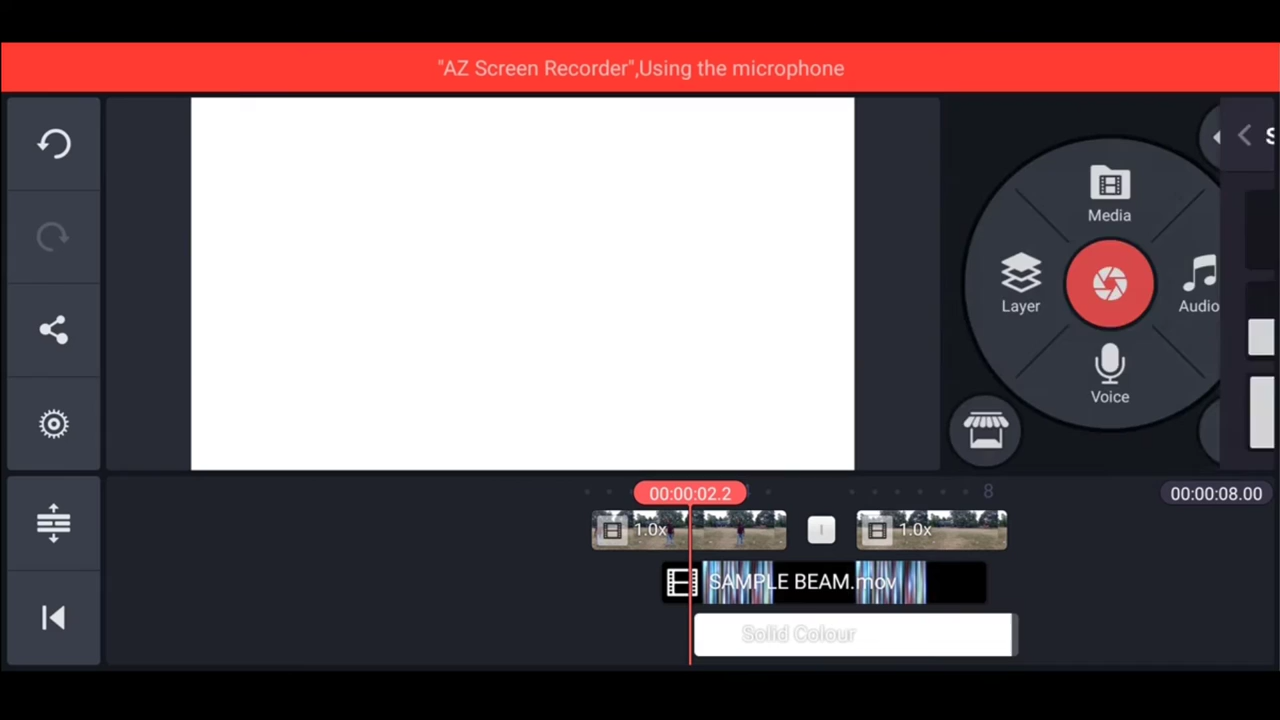 "AZ Screen Recorder",Using the microphone
S
Media
Layer
Audio
Voice
00:00:02.2
8
00:00:08.00
1.0x
1.0x
SAMPLE BEAM.mov
Solid Colour